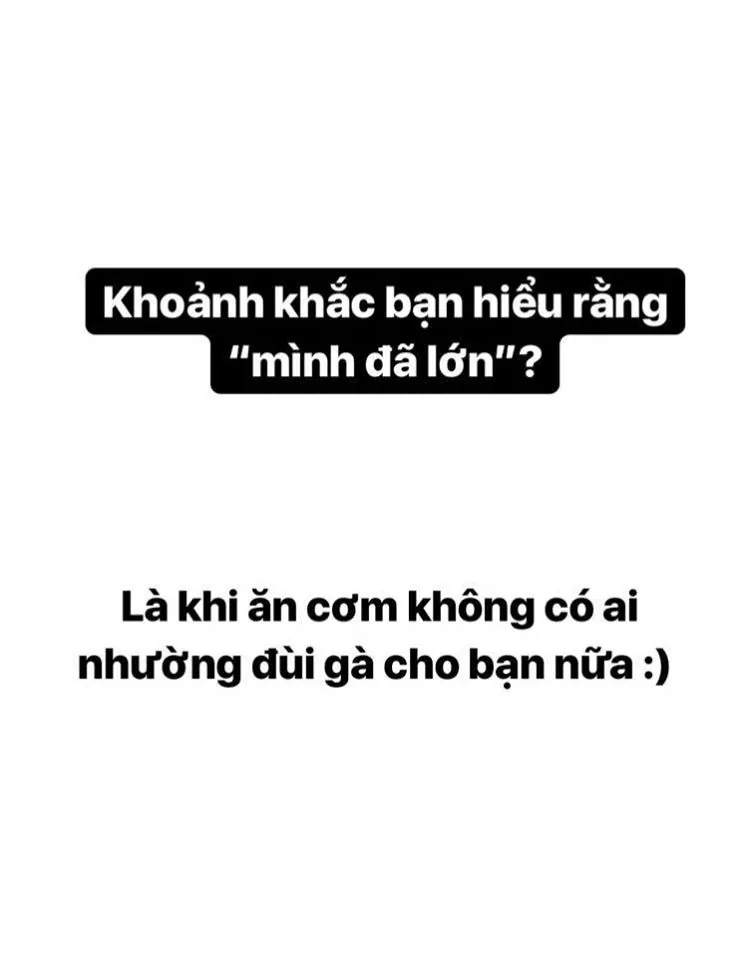 Khoảnh khắc bạn hiểu rằng
“mình đã lớn”?
Là khi ăn cơm không có ai
nhường đùi gà cho bạn nữa :)